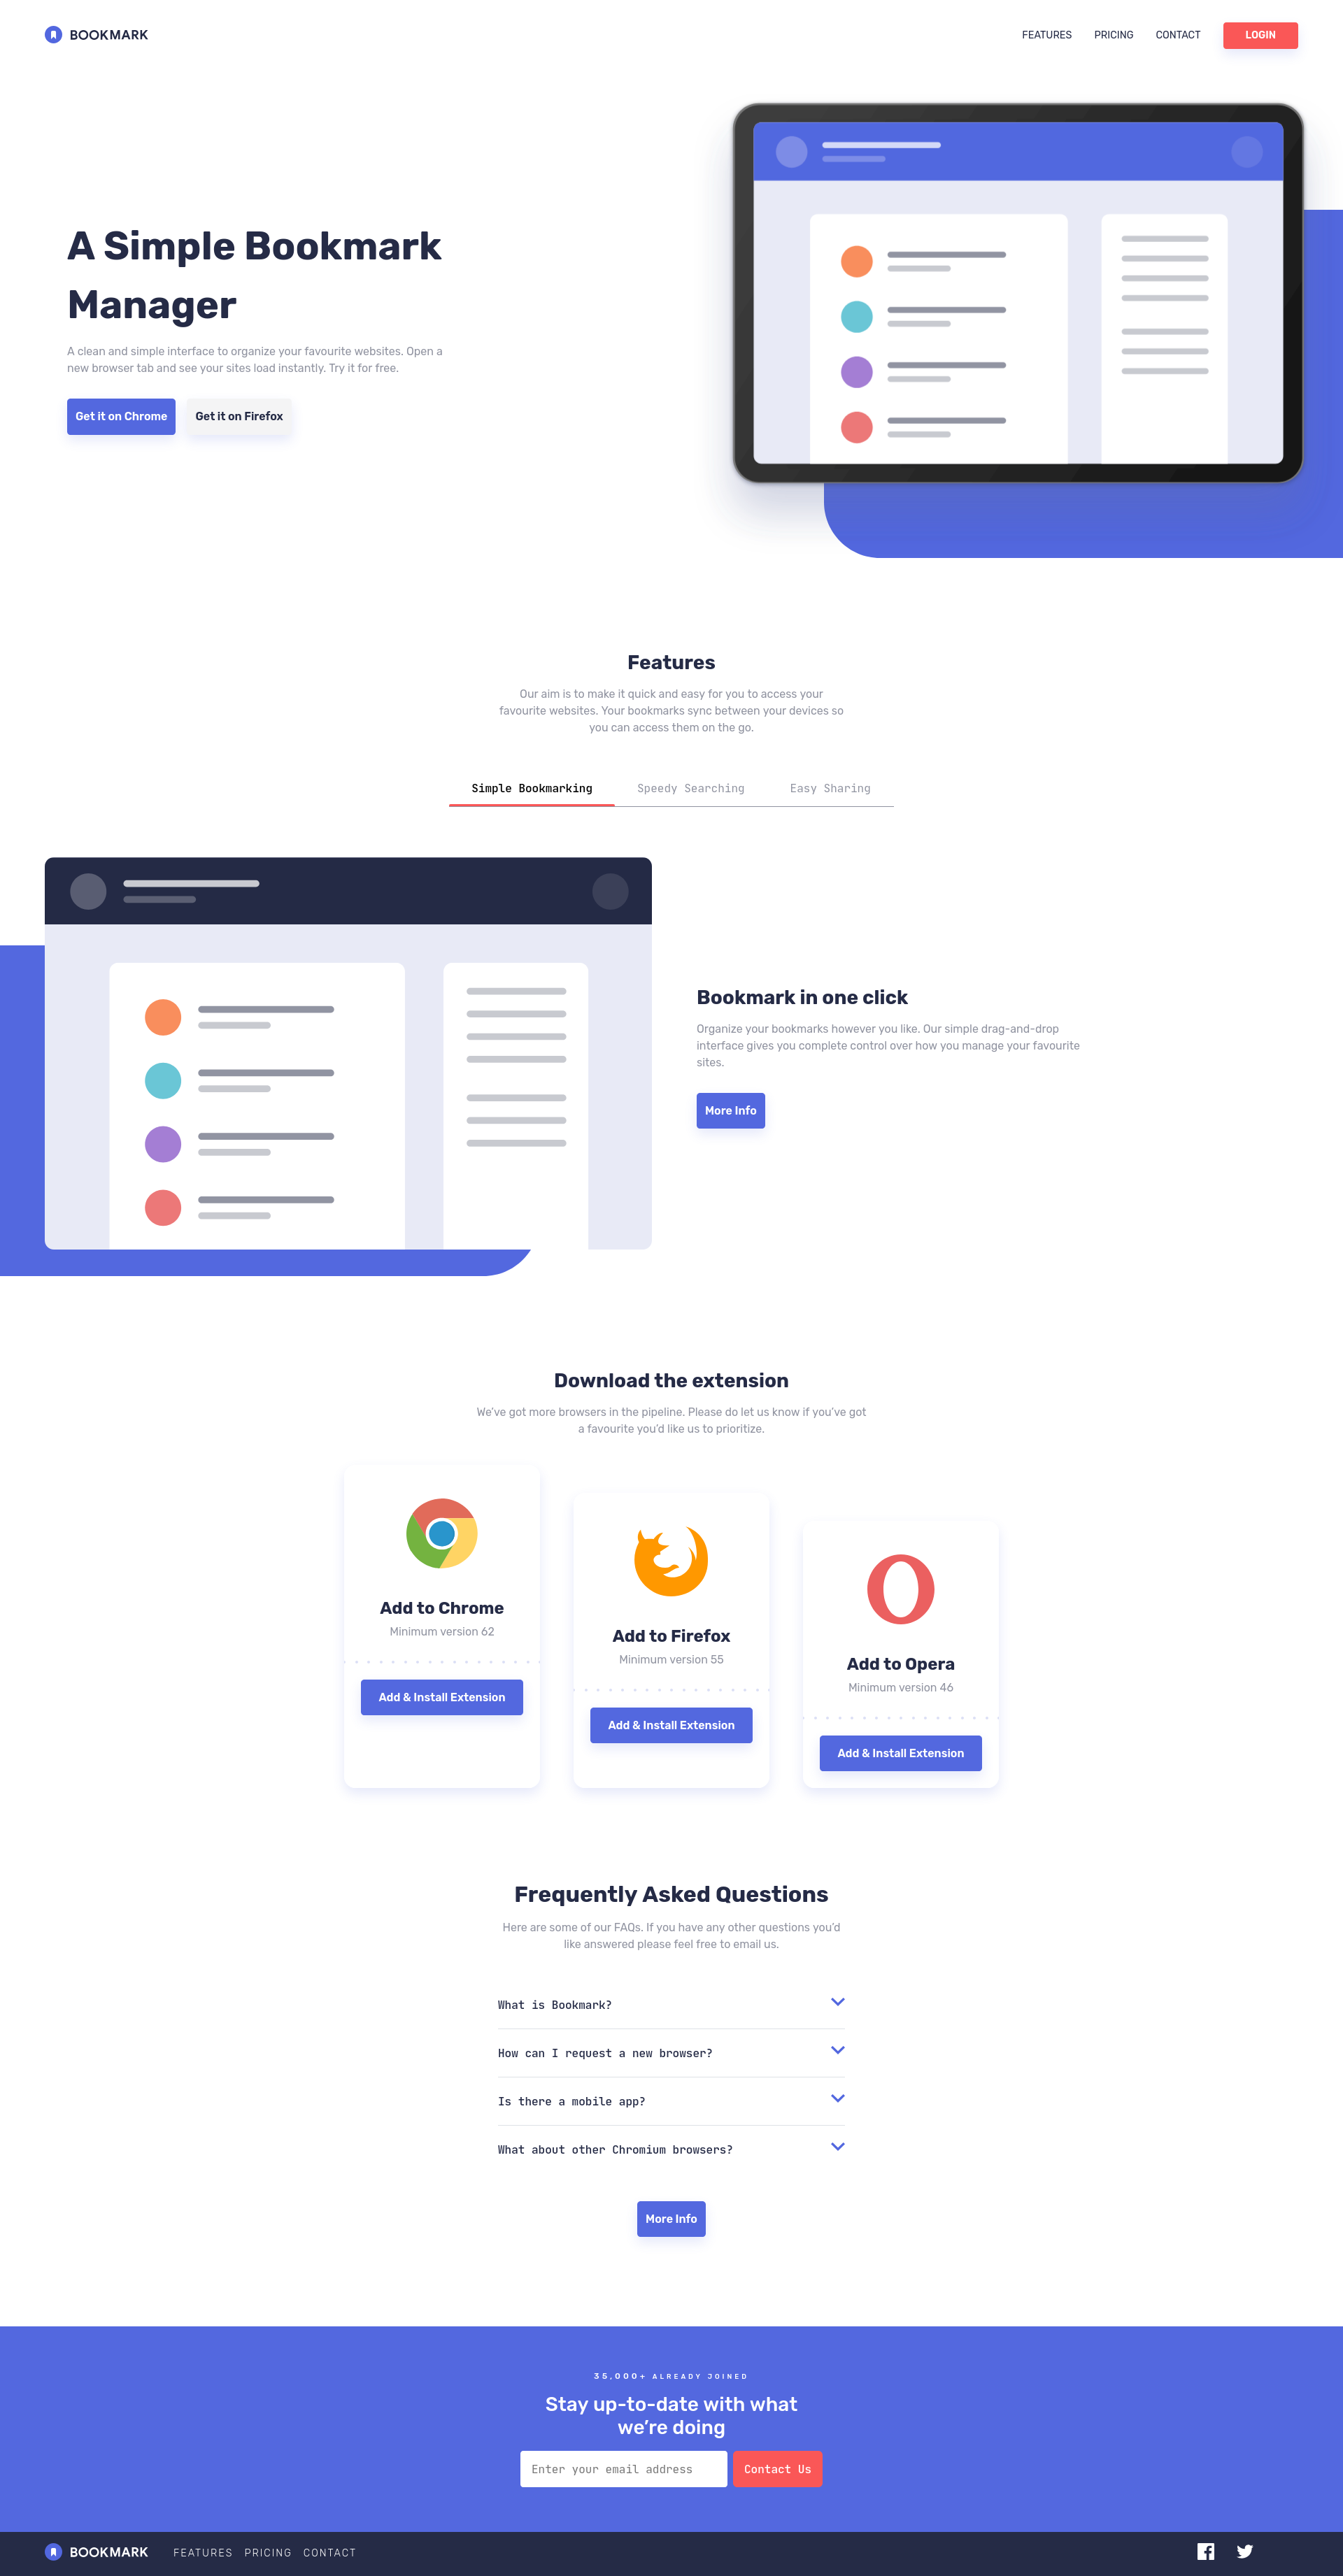 BOOKMARK
FEATURES PRICING CONTACT LOGIN
A Simple Bookmark
Manager
A clean and simple interface to organize your favourite websites. Open a
new browser tab and see your sites load instantly. Try it for free.
Get it on Chrome Get it on Firefox
Features
Our aim is to make it quick and easy for you to access your
favourite websites. Your bookmarks sync between your devices so
you can access them on the go.
Simple Bookmarking Speedy Searching Easy Sharing
Bookmark in one click
Organize your bookmarks however you like. Our simple drag-and-drop
interface gives you complete control over how you manage your favourite
sites.
More Info
Download the extension
We’ve got more browsers in the pipeline. Please do let us know if you’ve got
a favourite you’d like us to prioritize.
Add to Chrome
Minimum version 62
Add & Install Extension
Add to Firefox
Minimum version 55
Add & Install Extension
Add to Opera
Minimum version 46
Add & Install Extension
Frequently Asked Questions
Here are some of our FAQs. If you have any other questions you’d
like answered please feel free to email us.
What is Bookmark?
How can I request a new browser?
Is there a mobile app?
What about other Chromium browsers?
More Info
35,000+ ALREADY JOINED
Stay up-to-date with what
we’re doing
Enter your email address Contact Us
BOOKMARK FEATURES PRICING CONTACT